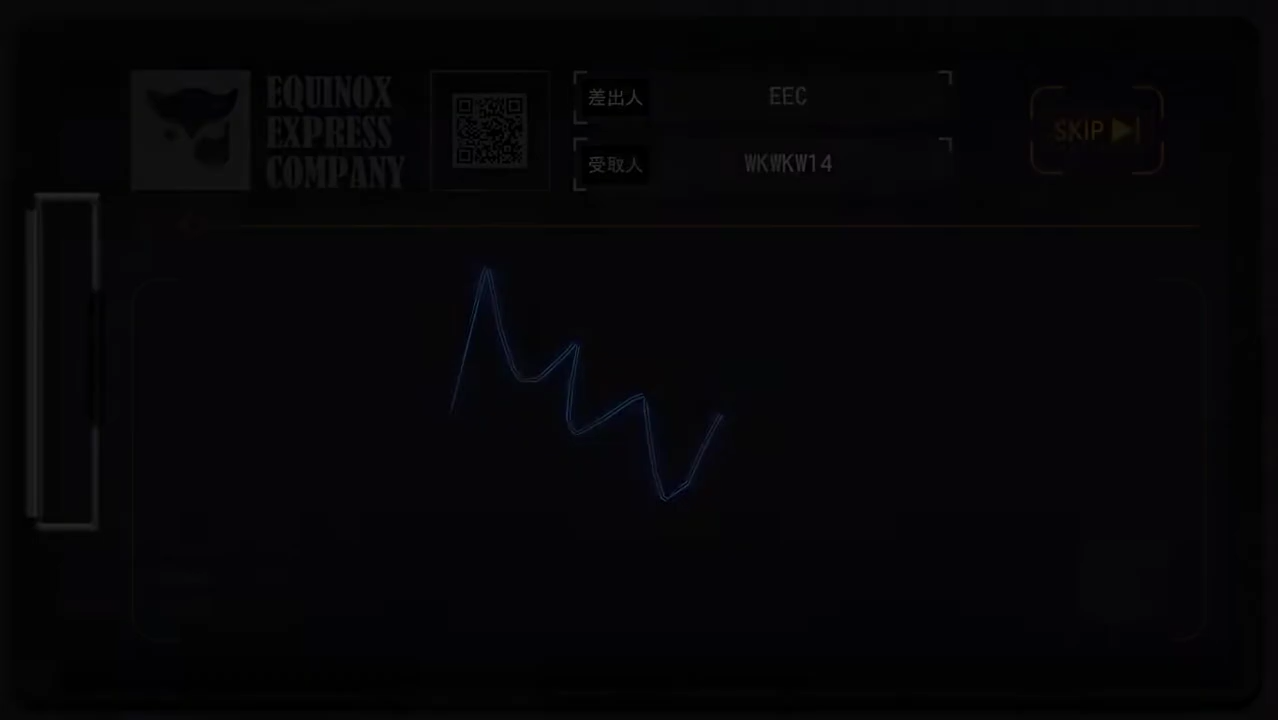 EQUINOX
EXPRESS
COMPANY
差出人
EEC
受取人
WKWKW14
SKIP